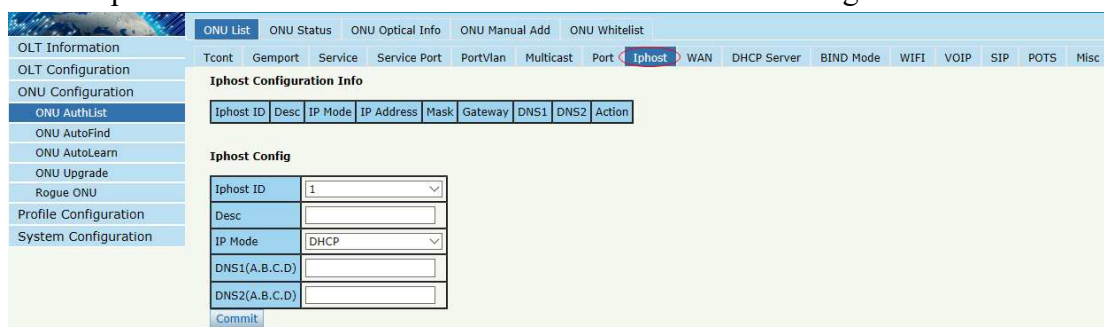 ONU List ONU Status ONU Optical Info ONU Manual Add ONU Whitelist
Tcont Gemport Service Service Port PortVlan Multicast Port Iphost WAN DHCP Server BIND Mode WIFI VOIP SIP POTS Misc
OLT Information
OLT Configuration
ONU Configuration
ONU AuthList
ONU AutoFind
ONU AutoLearn
ONU Upgrade
Rogue ONU
Profile Configuration
System Configuration
Iphost Configuration Info
Iphost ID Desc IP Mode IP Address Mask Gateway DNS1 DNS2 Action
Iphost Config
Iphost ID 1
Desc
IP Mode DHCP
DNS1(A.B.C.D)
DNS2(A.B.C.D)
Commit